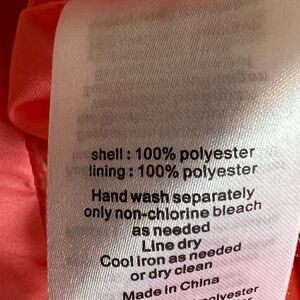 shell : 100% polyester
lining : 100% polyester
Hand wash separately
only non-chlorine bleach
as needed
Line dry
Cool iron as needed
or dry clean
Made in China
polyester